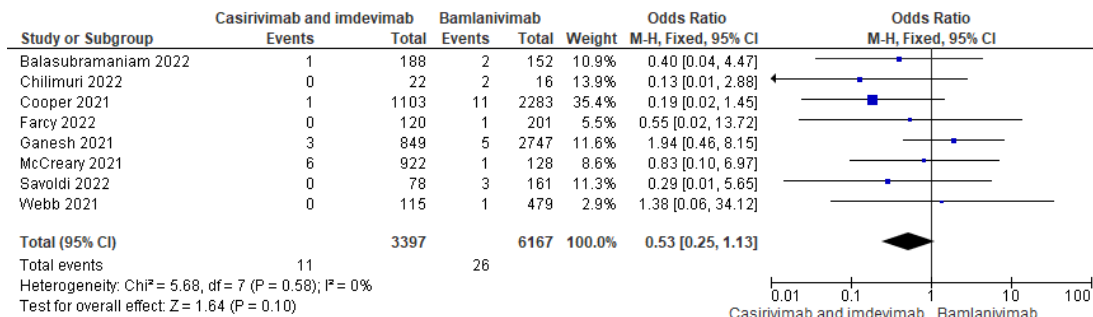 Casirivimab and imdevimab Bamlanivimab Odds Ratio Odds Ratio
Study or Subgroup Events Total Events Total Weight M-H, Fixed, 95% CI M-H, Fixed, 95% CI
Balasubramaniam 2022 1 188 2 152 10.9% 0.40 [0.04, 4.47]
Chilimuri 2022 0 22 2 16 13.9% 0.13 [0.01, 2.88]
Cooper 2021 1 1103 11 2283 35.4% 0.19 [0.02, 1.45]
Farcy 2022 0 120 1 201 5.5% 0.55 [0.02, 13.72]
Ganesh 2021 3 849 5 2747 11.6% 1.94 [0.46, 8.15]
McCreary 2021 6 922 1 128 8.6% 0.83 [0.10, 6.97]
Savoldi 2022 0 78 3 161 11.3% 0.29 [0.01, 5.65]
Webb 2021 0 115 1 479 2.9% 1.38 [0.06, 34.12]
Total (95% CI) 3397 6167 100.0% 0.53 [0.25, 1.13]
Total events 11 26
Heterogeneity: Chi² = 5.68, df = 7 (P = 0.58); I² = 0%
Test for overall effect: Z = 1.64 (P = 0.10)
0.01 0.1 1 10 100
Casirivimab and imdevimab Bamlanivimab